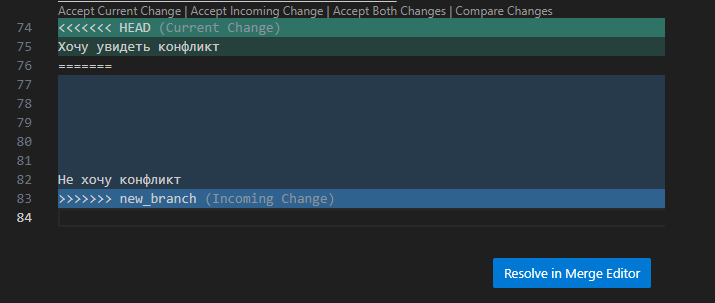 Accept Current Change | Accept Incoming Change | Accept Both Changes | Compare Changes
74 <<<<<<< HEAD (Current Change)
75 Хочу увидеть конфликт
76 =======
77
78
79
80
81
82 Не хочу конфликт
83 >>>>>>> new_branch (Incoming Change)
84
Resolve in Merge Editor